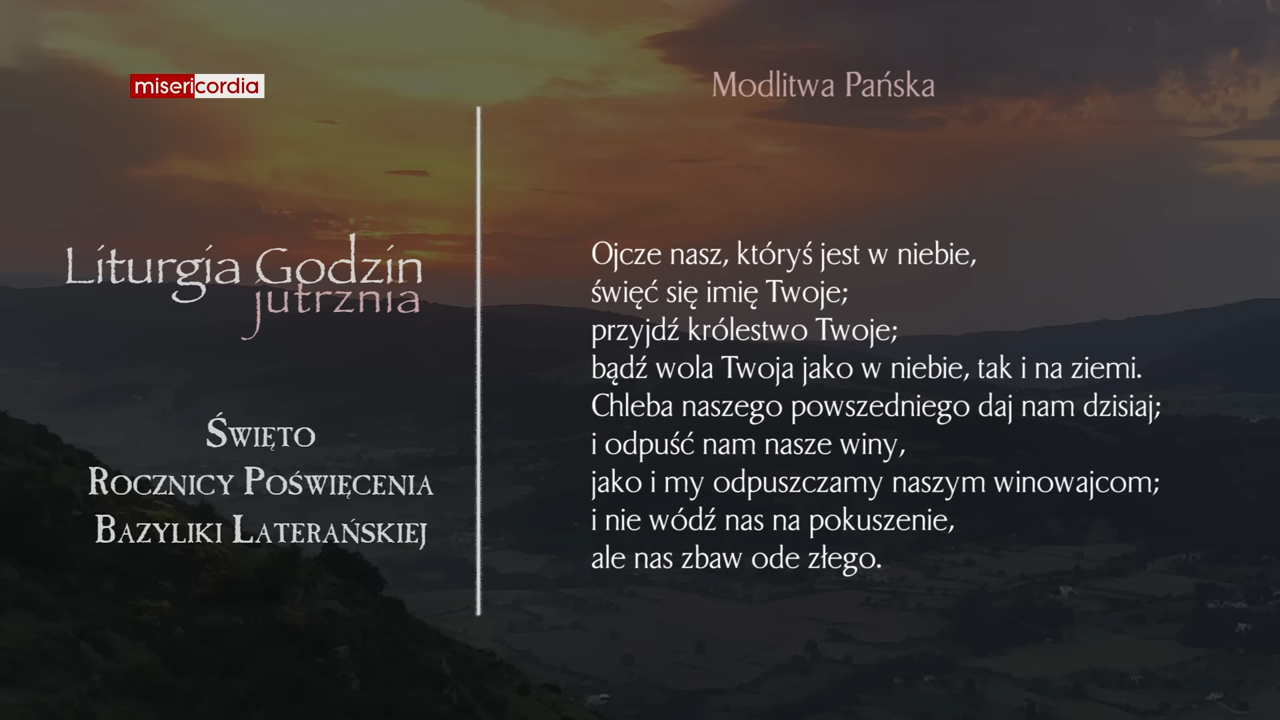 misericordia
Liturgia Godzin
jutrznia
Święto
Rocznicy Poświęcenia
Bazyliki Laterańskiej
Modlitwa Pańska
Ojcze nasz, któryś jest w niebie,
święć się imię Twoje;
przyjdź królestwo Twoje;
bądź wola Twoja jako w niebie, tak i na ziemi.
Chleba naszego powszedniego daj nam dzisiaj;
i odpuść nam nasze winy,
jako i my odpuszczamy naszym winowajcom;
i nie wódź nas na pokuszenie,
ale nas zbaw ode złego.